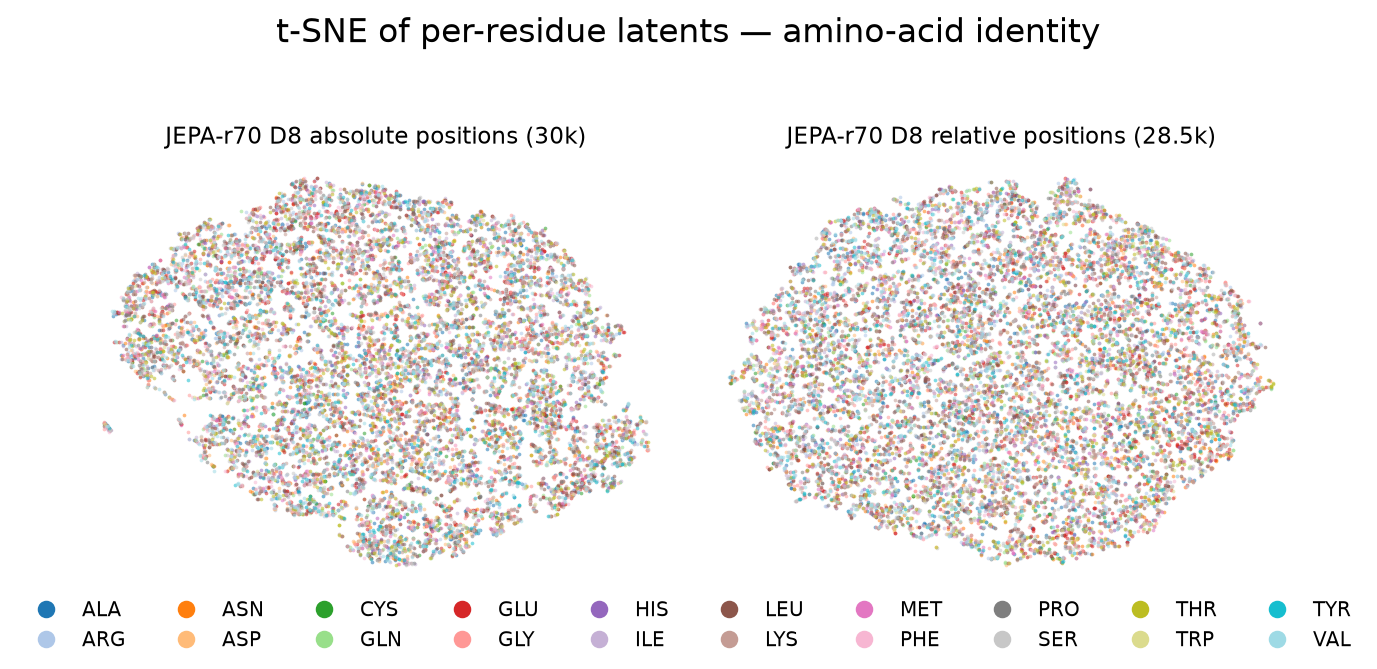 t-SNE of per-residue latents — amino-acid identity
JEPA-r70 D8 absolute positions (30k)
JEPA-r70 D8 relative positions (28.5k)
ALA ASN CYS GLU HIS LEU MET PRO THR TYR
ARG ASP GLN GLY ILE LYS PHE SER TRP VAL